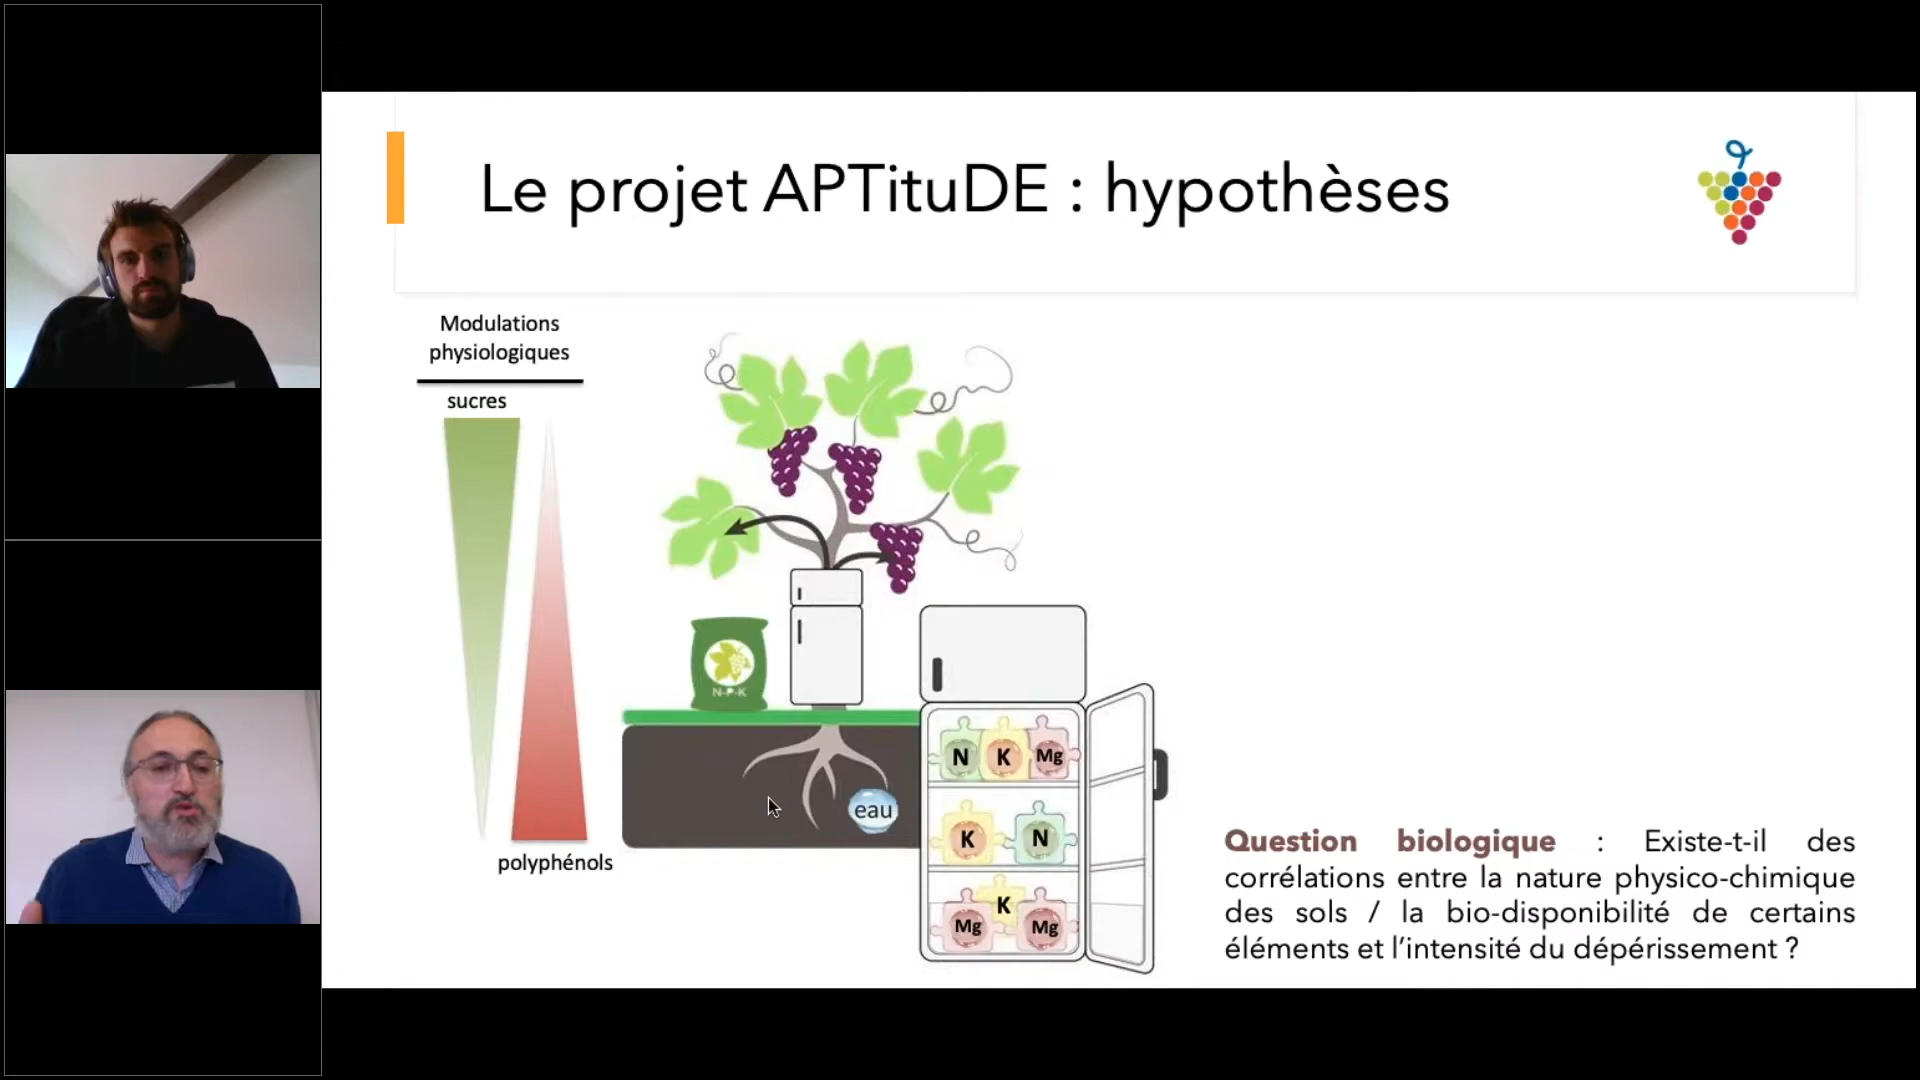 Le projet APTituDE : hypothèses
Modulations
physiologiques
sucres
polyphénols
N-P-K
eau
N K Mg
K N
K
Mg Mg
Question biologique : Existe-t-il des
corrélations entre la nature physico-chimique
des sols / la bio-disponibilité de certains
éléments et l’intensité du dépérissement ?